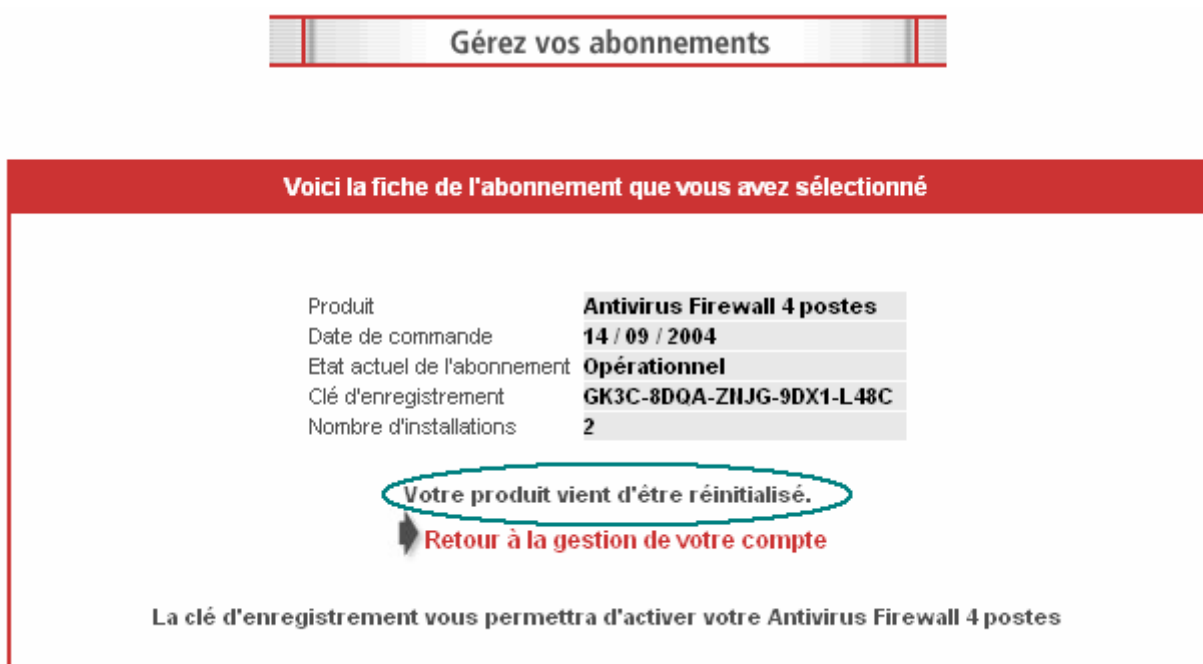 Gérez vos abonnements
Voici la fiche de l'abonnement que vous avez sélectionné
Produit Antivirus Firewall 4 postes
Date de commande 14 / 09 / 2004
Etat actuel de l'abonnement Opérationnel
Clé d'enregistrement GK3C-8DQA-ZNJG-9DX1-L48C
Nombre d'installations 2
Votre produit vient d'être réinitialisé.
Retour à la gestion de votre compte
La clé d'enregistrement vous permettra d'activer votre Antivirus Firewall 4 postes